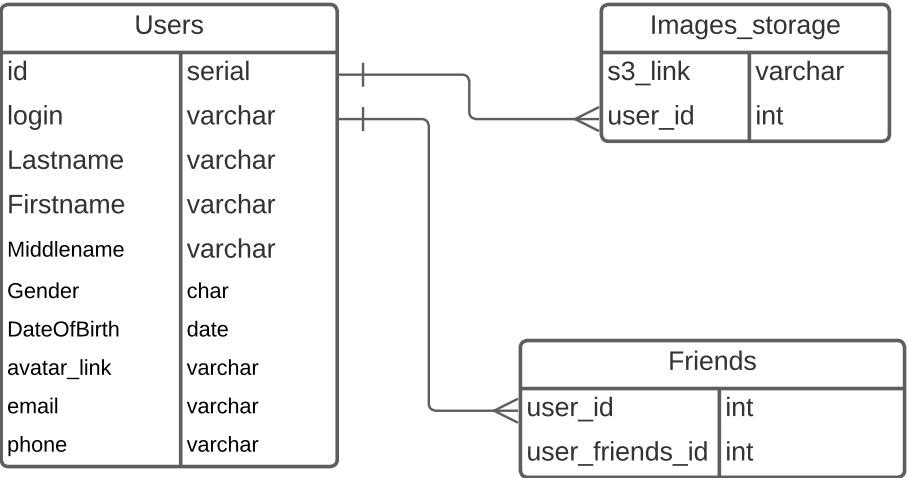 Users
id serial
login varchar
Lastname varchar
Firstname varchar
Middlename varchar
Gender char
DateOfBirth date
avatar_link varchar
email varchar
phone varchar
Images_storage
s3_link varchar
user_id int
Friends
user_id int
user_friends_id int